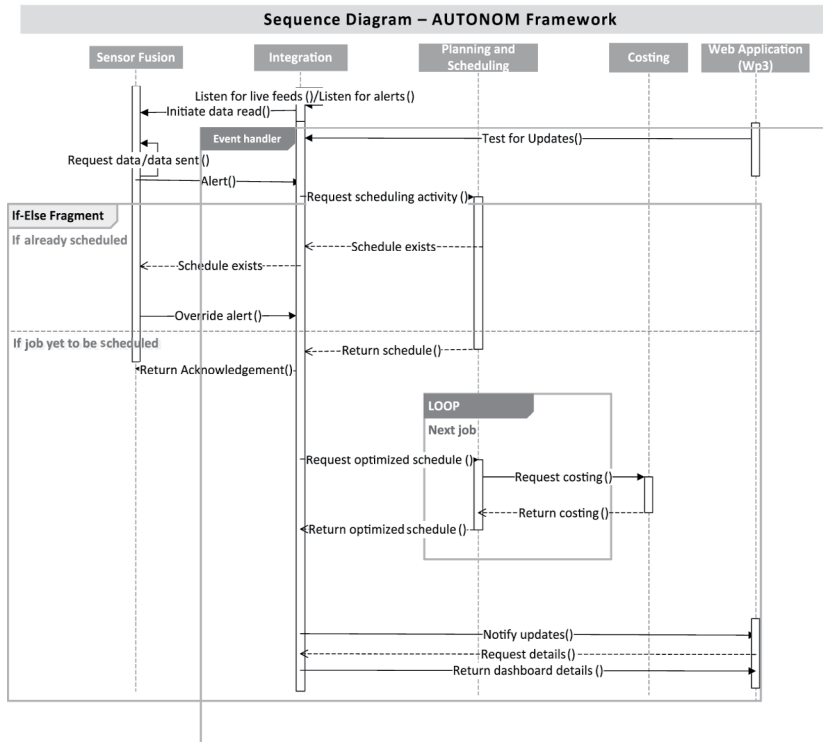 Sequence Diagram – AUTONOM Framework
Sensor Fusion
Integration
Planning and
Scheduling
Costing
Web Application
(Wp3)
Listen for live feeds ()/Listen for alerts()
Initiate data read()
Event handler
Test for Updates()
Request data/data sent()
Alert()
Request scheduling activity ()
If-Else Fragment
If already scheduled
Schedule exists
Schedule exists
Override alert()
If job yet to be scheduled
Return schedule()
Return Acknowledgement()
LOOP
Next job
Request optimized schedule ()
Request costing ()
Return costing ()
Return optimized schedule ()
Notify updates()
Request details()
Return dashboard details ()